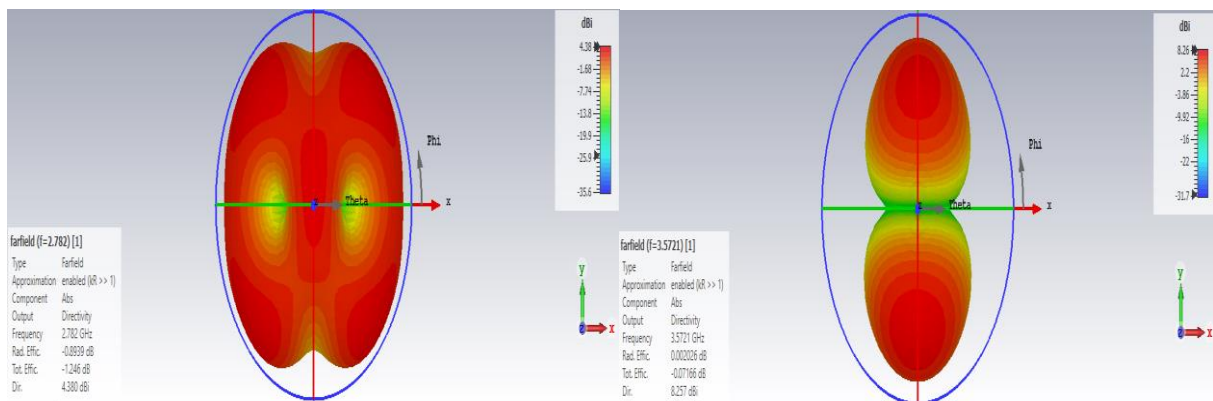 dBi
4.38
-1.68
-7.74
-13.8
-19.9
-25.9
-35.6
Phi
z
Theta
x
farfield (f=2.782) [1]
Type Farfield
Approximation enabled (kR >> 1)
Component Abs
Output Directivity
Frequency 2.782 GHz
Rad. Effic. -0.8939 dB
Tot. Effic. -1.246 dB
Dir. 4.380 dBi
y
z
x
dBi
8.26
2.2
-3.86
-9.92
-16
-22
-31.7
Phi
z
Theta
x
farfield (f=3.5721) [1]
Type Farfield
Approximation enabled (kR >> 1)
Component Abs
Output Directivity
Frequency 3.5721 GHz
Rad. Effic. 0.002026 dB
Tot. Effic. -0.07166 dB
Dir. 8.257 dBi
y
z
x